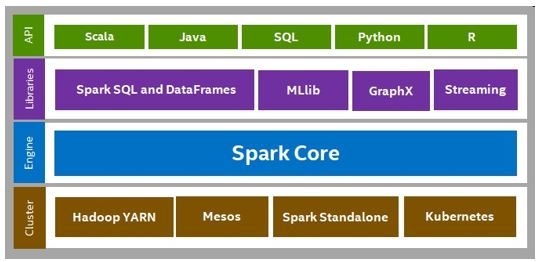 API
Scala
Java
SQL
Python
R
Libraries
Spark SQL and DataFrames
MLlib
GraphX
Streaming
Engine
Spark Core
Cluster
Hadoop YARN
Mesos
Spark Standalone
Kubernetes